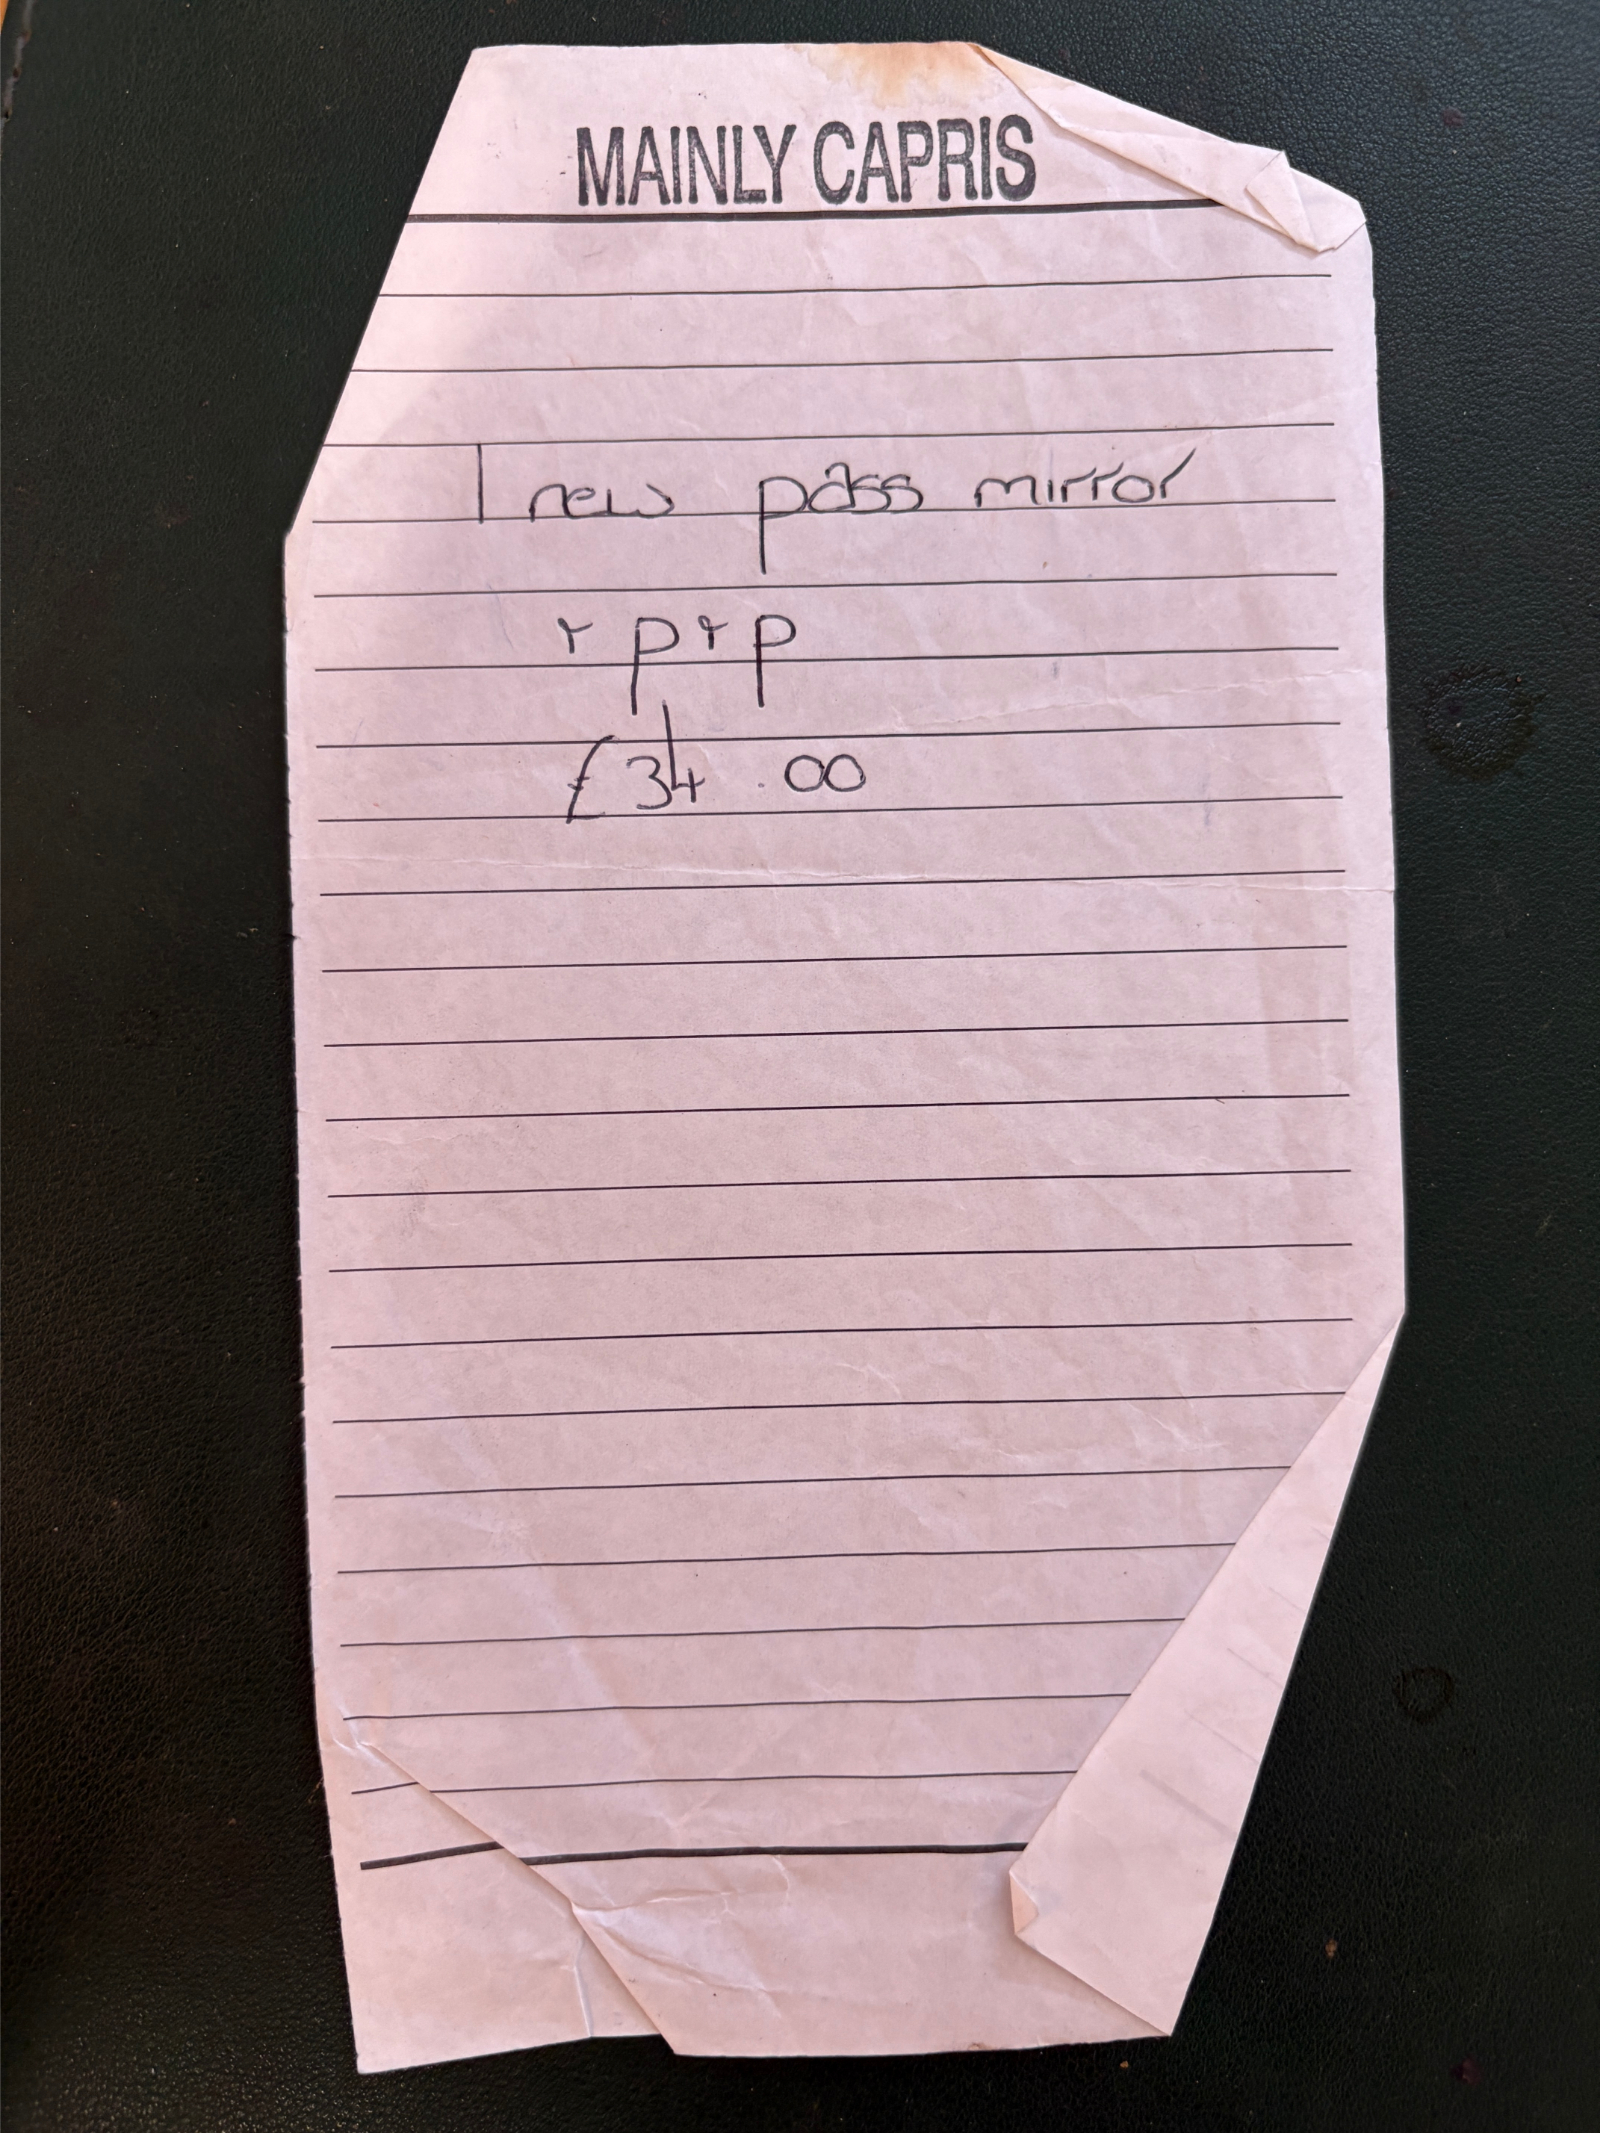 MAINLY CAPRIS
1 new pass mirror
+ p + p
£34.00